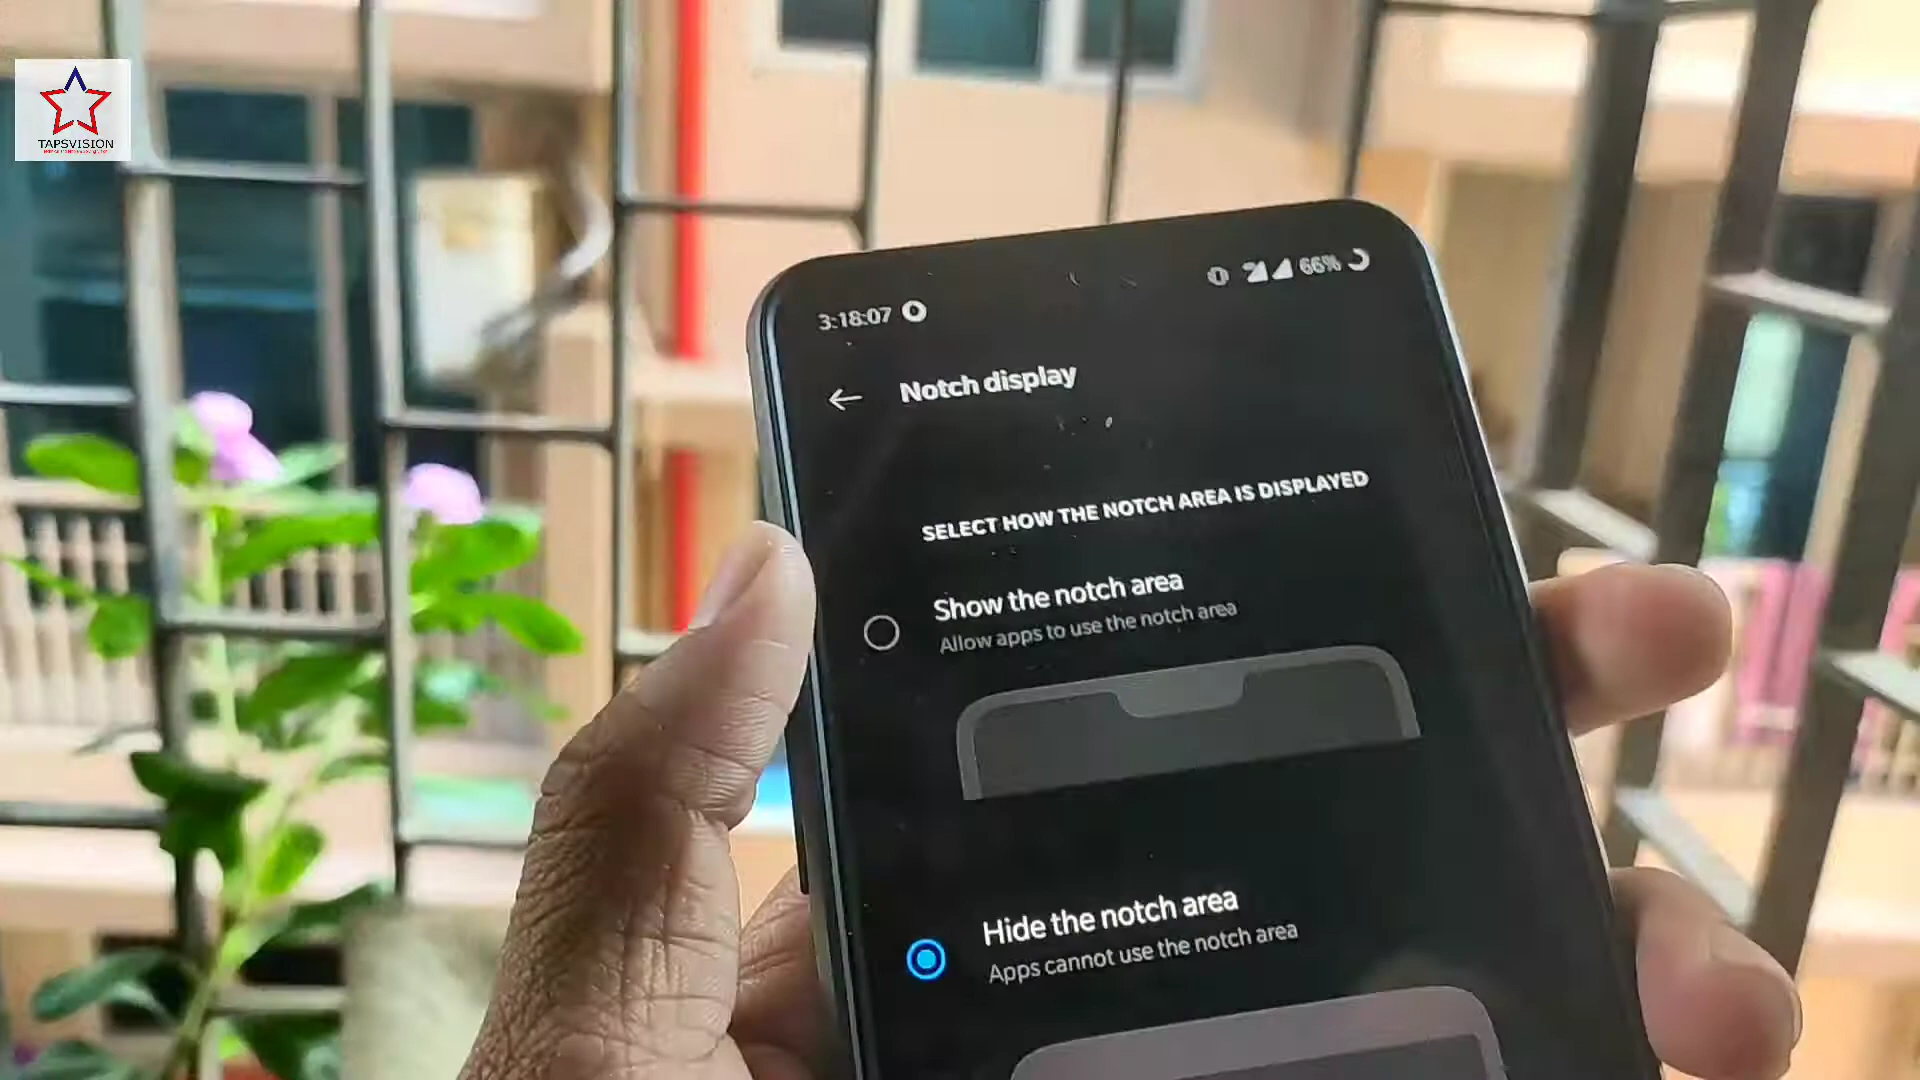 TAPSVISION
3:18:07
66%
Notch display
SELECT HOW THE NOTCH AREA IS DISPLAYED
Show the notch area
Allow apps to use the notch area
Hide the notch area
Apps cannot use the notch area